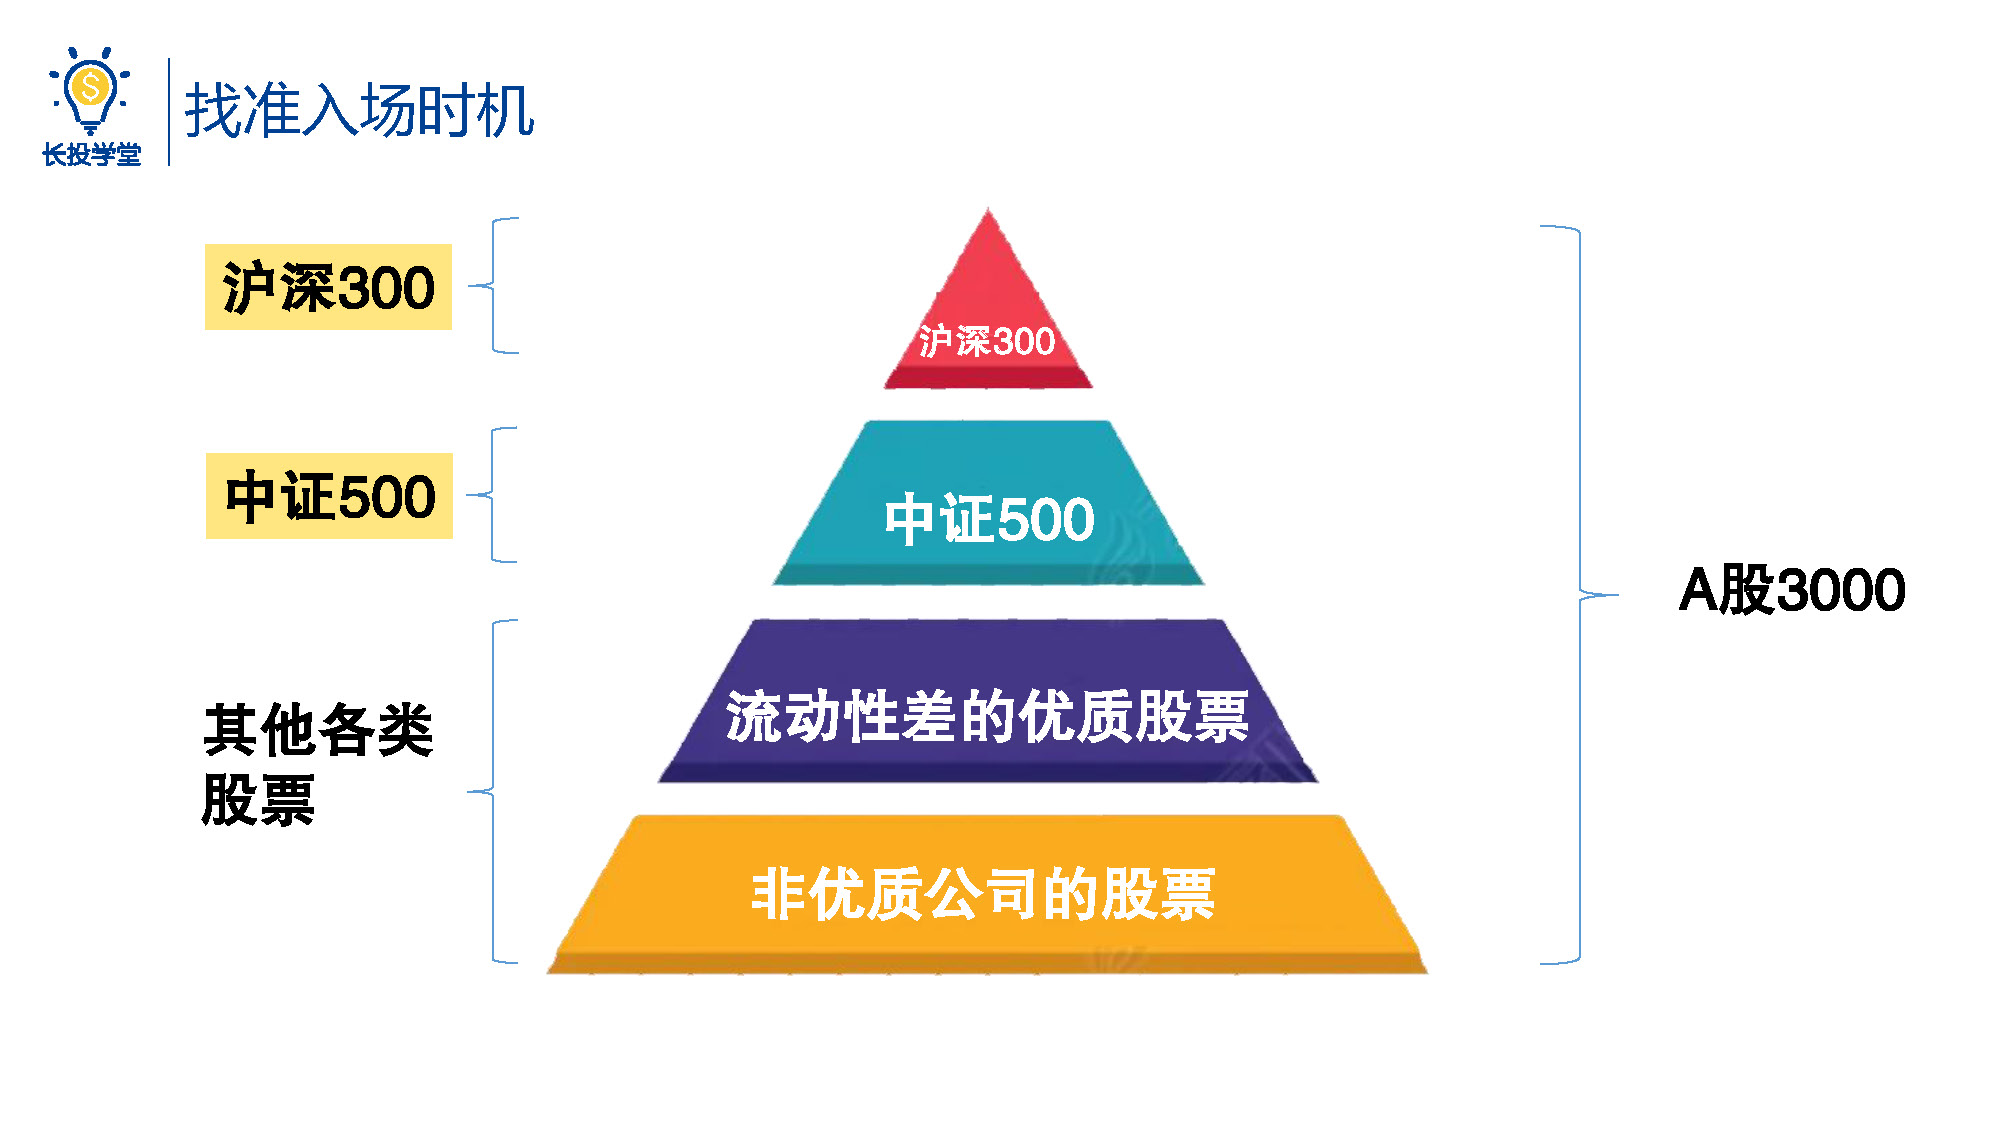 找准入场时机
长投学堂
沪深300
沪深300
中证500
中证500
A股3000
流动性差的优质股票
其他各类
股票
非优质公司的股票